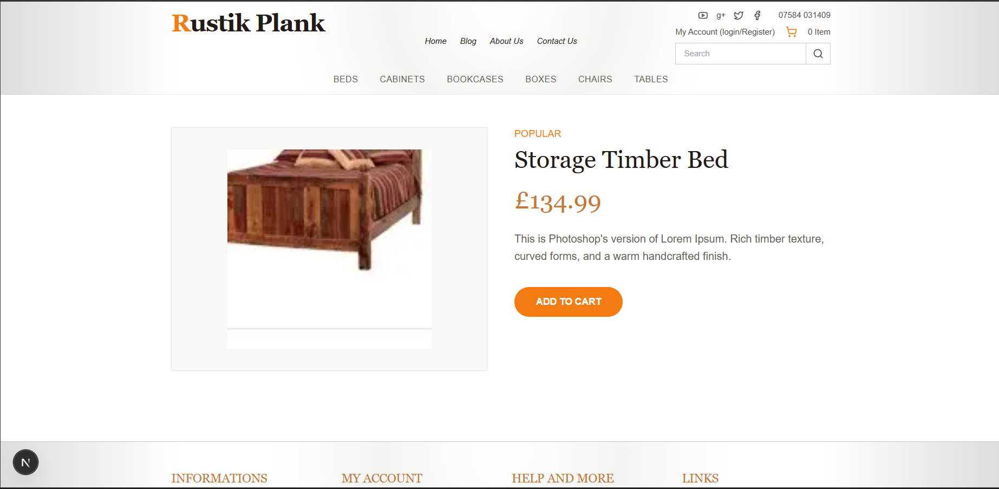 Rustik Plank
g+
07584 031409
My Account (login/Register)
0 Item
Home
Blog
About Us
Contact Us
Search
BEDS
CABINETS
BOOKCASES
BOXES
CHAIRS
TABLES
POPULAR
Storage Timber Bed
£134.99
This is Photoshop's version of Lorem Ipsum. Rich timber texture,
curved forms, and a warm handcrafted finish.
ADD TO CART
N
INFORMATIONS
MY ACCOUNT
HELP AND MORE
LINKS